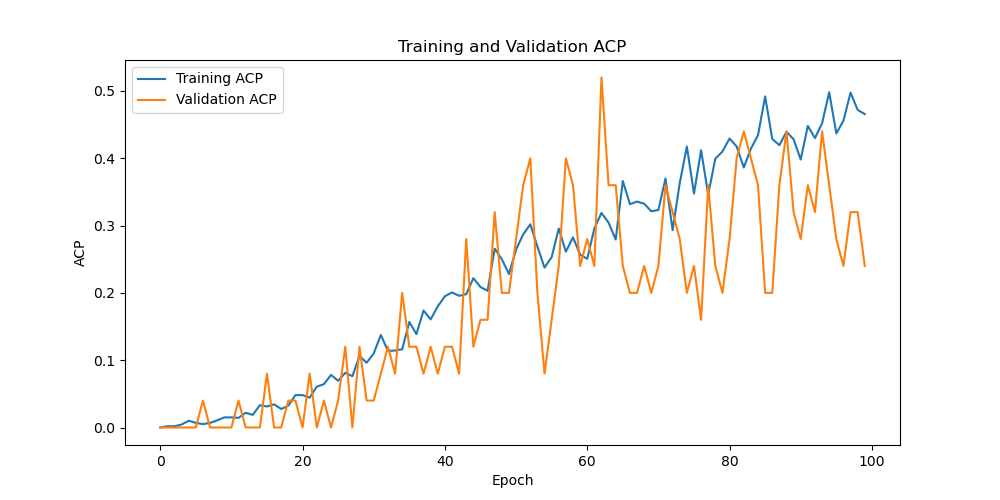 Training and Validation ACP
Training ACP
Validation ACP
0.5
0.4
0.3
0.2
0.1
0.0
ACP
0 20 40 60 80 100
Epoch